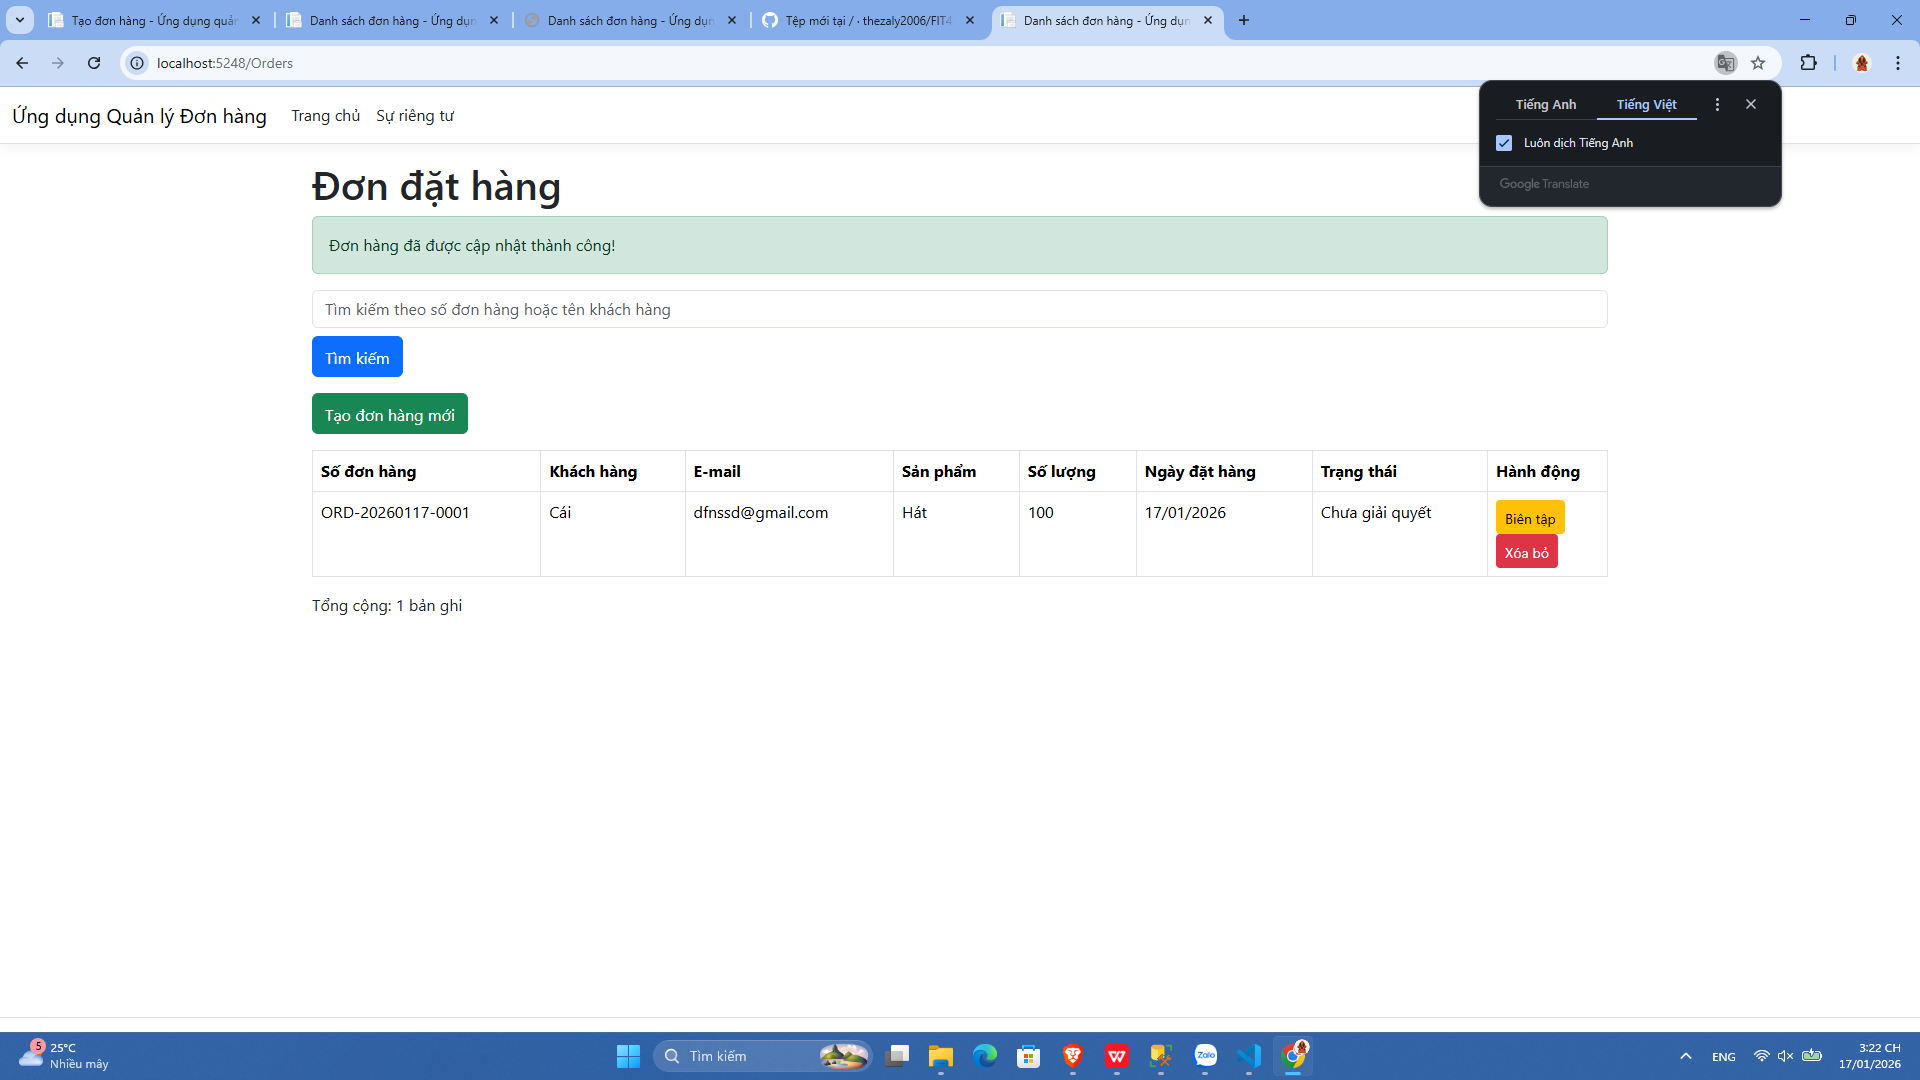 Tạo đơn hàng - Ứng dụng quản
Danh sách đơn hàng - Ứng dụn
Danh sách đơn hàng - Ứng dụn
Tệp mới tại / · thezaly2006/FIT4
Danh sách đơn hàng - Ứng dụn
localhost:5248/Orders
Tiếng Anh Tiếng Việt
Luôn dịch Tiếng Anh
Google Translate
Ứng dụng Quản lý Đơn hàng Trang chủ Sự riêng tư
Đơn đặt hàng
Đơn hàng đã được cập nhật thành công!
Tìm kiếm theo số đơn hàng hoặc tên khách hàng
Tìm kiếm
Tạo đơn hàng mới
Số đơn hàng Khách hàng E-mail Sản phẩm Số lượng Ngày đặt hàng Trạng thái Hành động
ORD-20260117-0001 Cái dfnssd@gmail.com Hát 100 17/01/2026 Chưa giải quyết Biên tập
Xóa bỏ
Tổng cộng: 1 bản ghi
5
25°C
Nhiều mây
Tìm kiếm
Zalo
ENG
3:22 CH
17/01/2026